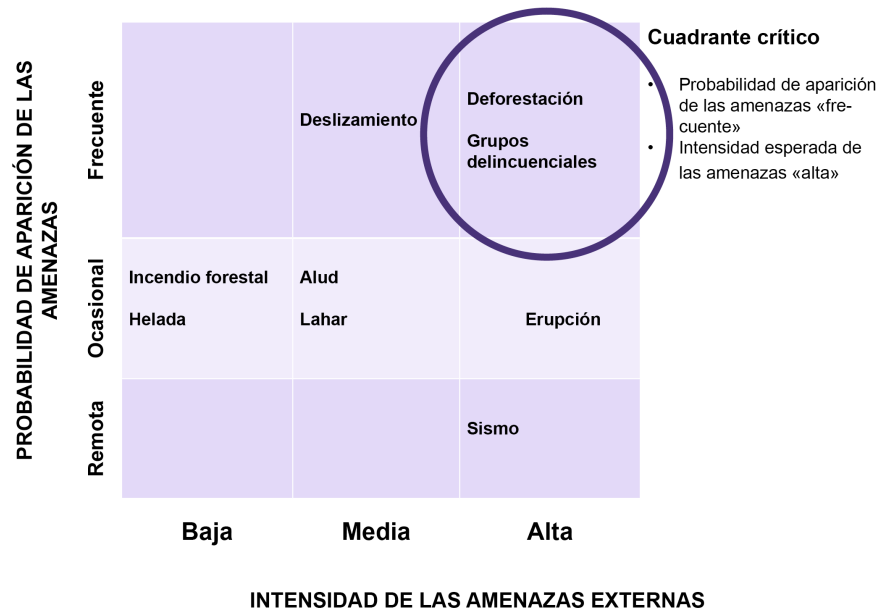 Cuadrante crítico
• Probabilidad de aparición
de las amenazas «fre-
cuente»
• Intensidad esperada de
las amenazas «alta»
PROBABILIDAD DE APARICIÓN DE LAS
AMENAZAS
Frecuente
Deslizamiento
Deforestación
Grupos
delincuenciales
Ocasional
Incendio forestal
Helada
Alud
Lahar
Erupción
Remota
Sismo
Baja
Media
Alta
INTENSIDAD DE LAS AMENAZAS EXTERNAS